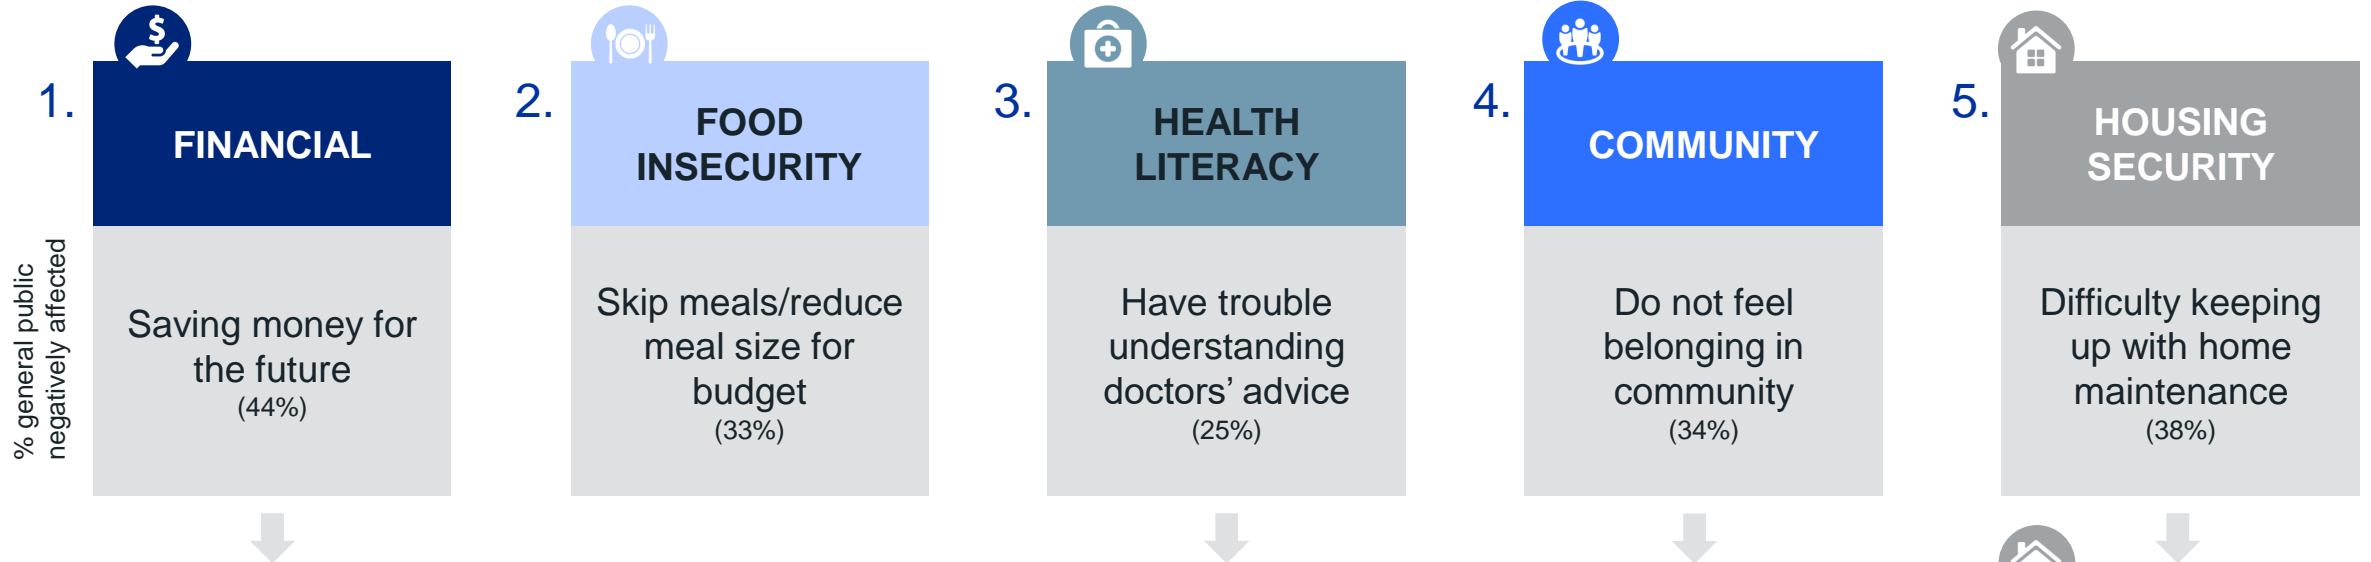 1.
FINANCIAL
2.
FOOD
INSECURITY
3.
HEALTH
LITERACY
4.
COMMUNITY
5.
HOUSING
SECURITY
% general public
negatively affected
Saving money for
the future
(44%)
Skip meals/reduce
meal size for
budget
(33%)
Have trouble
understanding
doctors’ advice
(25%)
Do not feel
belonging in
community
(34%)
Difficulty keeping
up with home
maintenance
(38%)